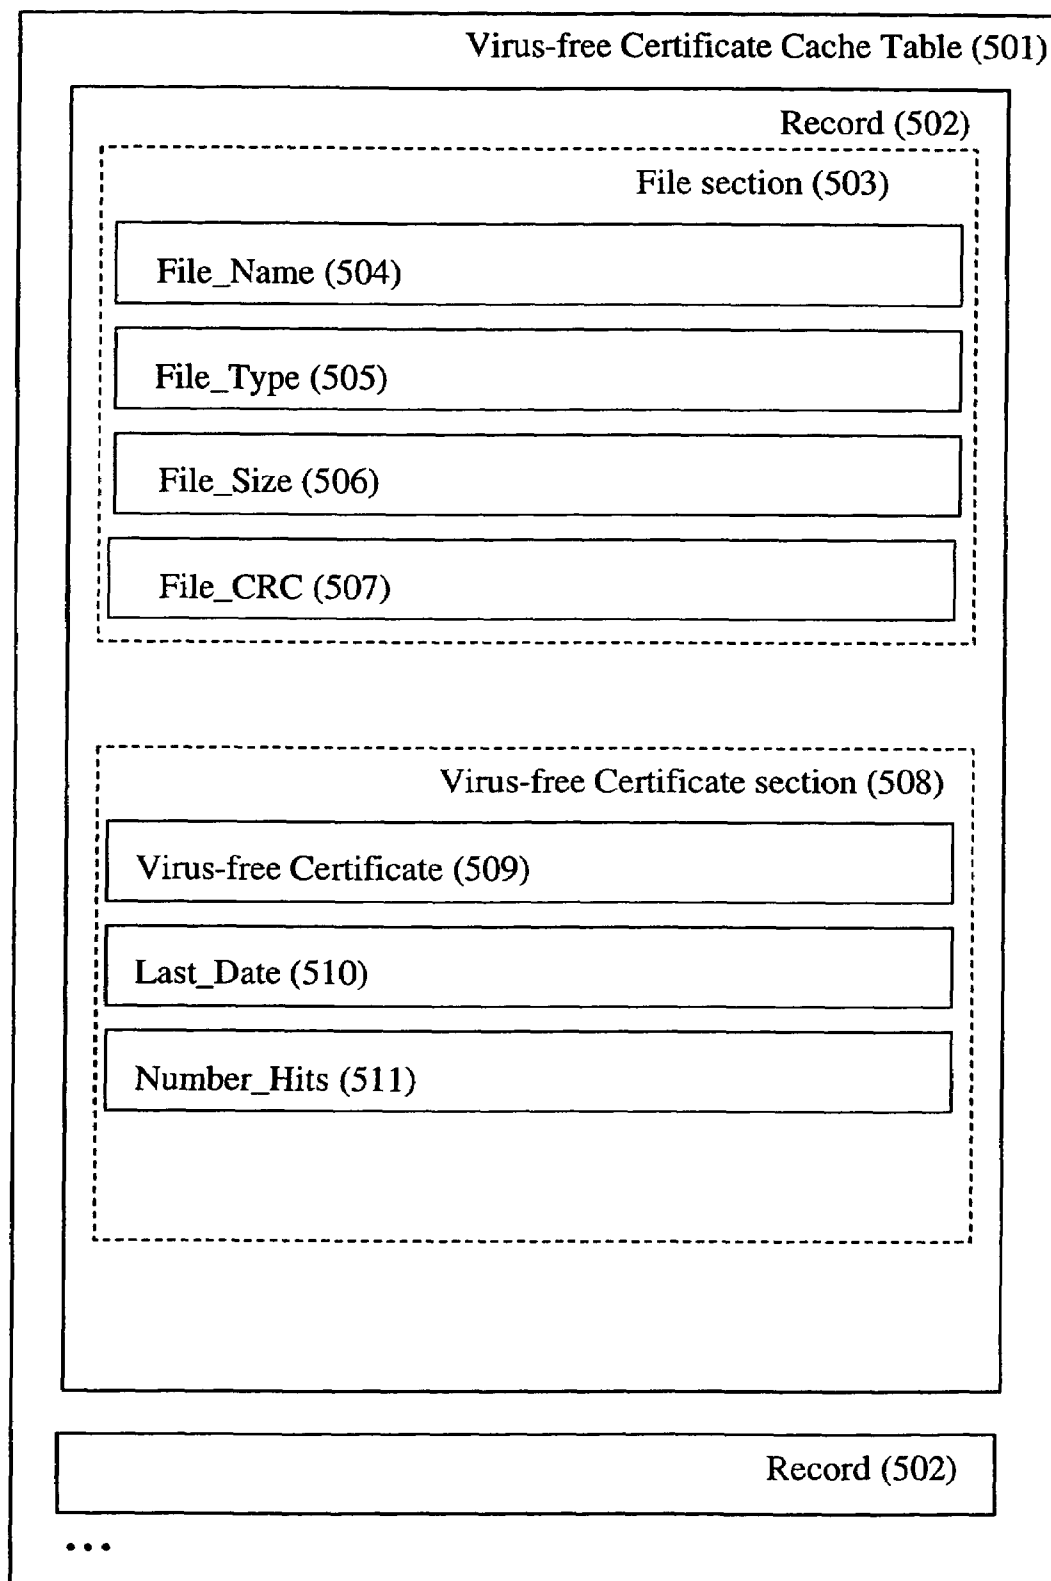 Virus-free Certificate Cache Table (501)
Record (502)
File section (503)
File_Name (504)
File_Type (505)
File_Size (506)
File_CRC (507)
Virus-free Certificate section (508)
Virus-free Certificate (509)
Last_Date (510)
Number_Hits (511)
Record (502)
...